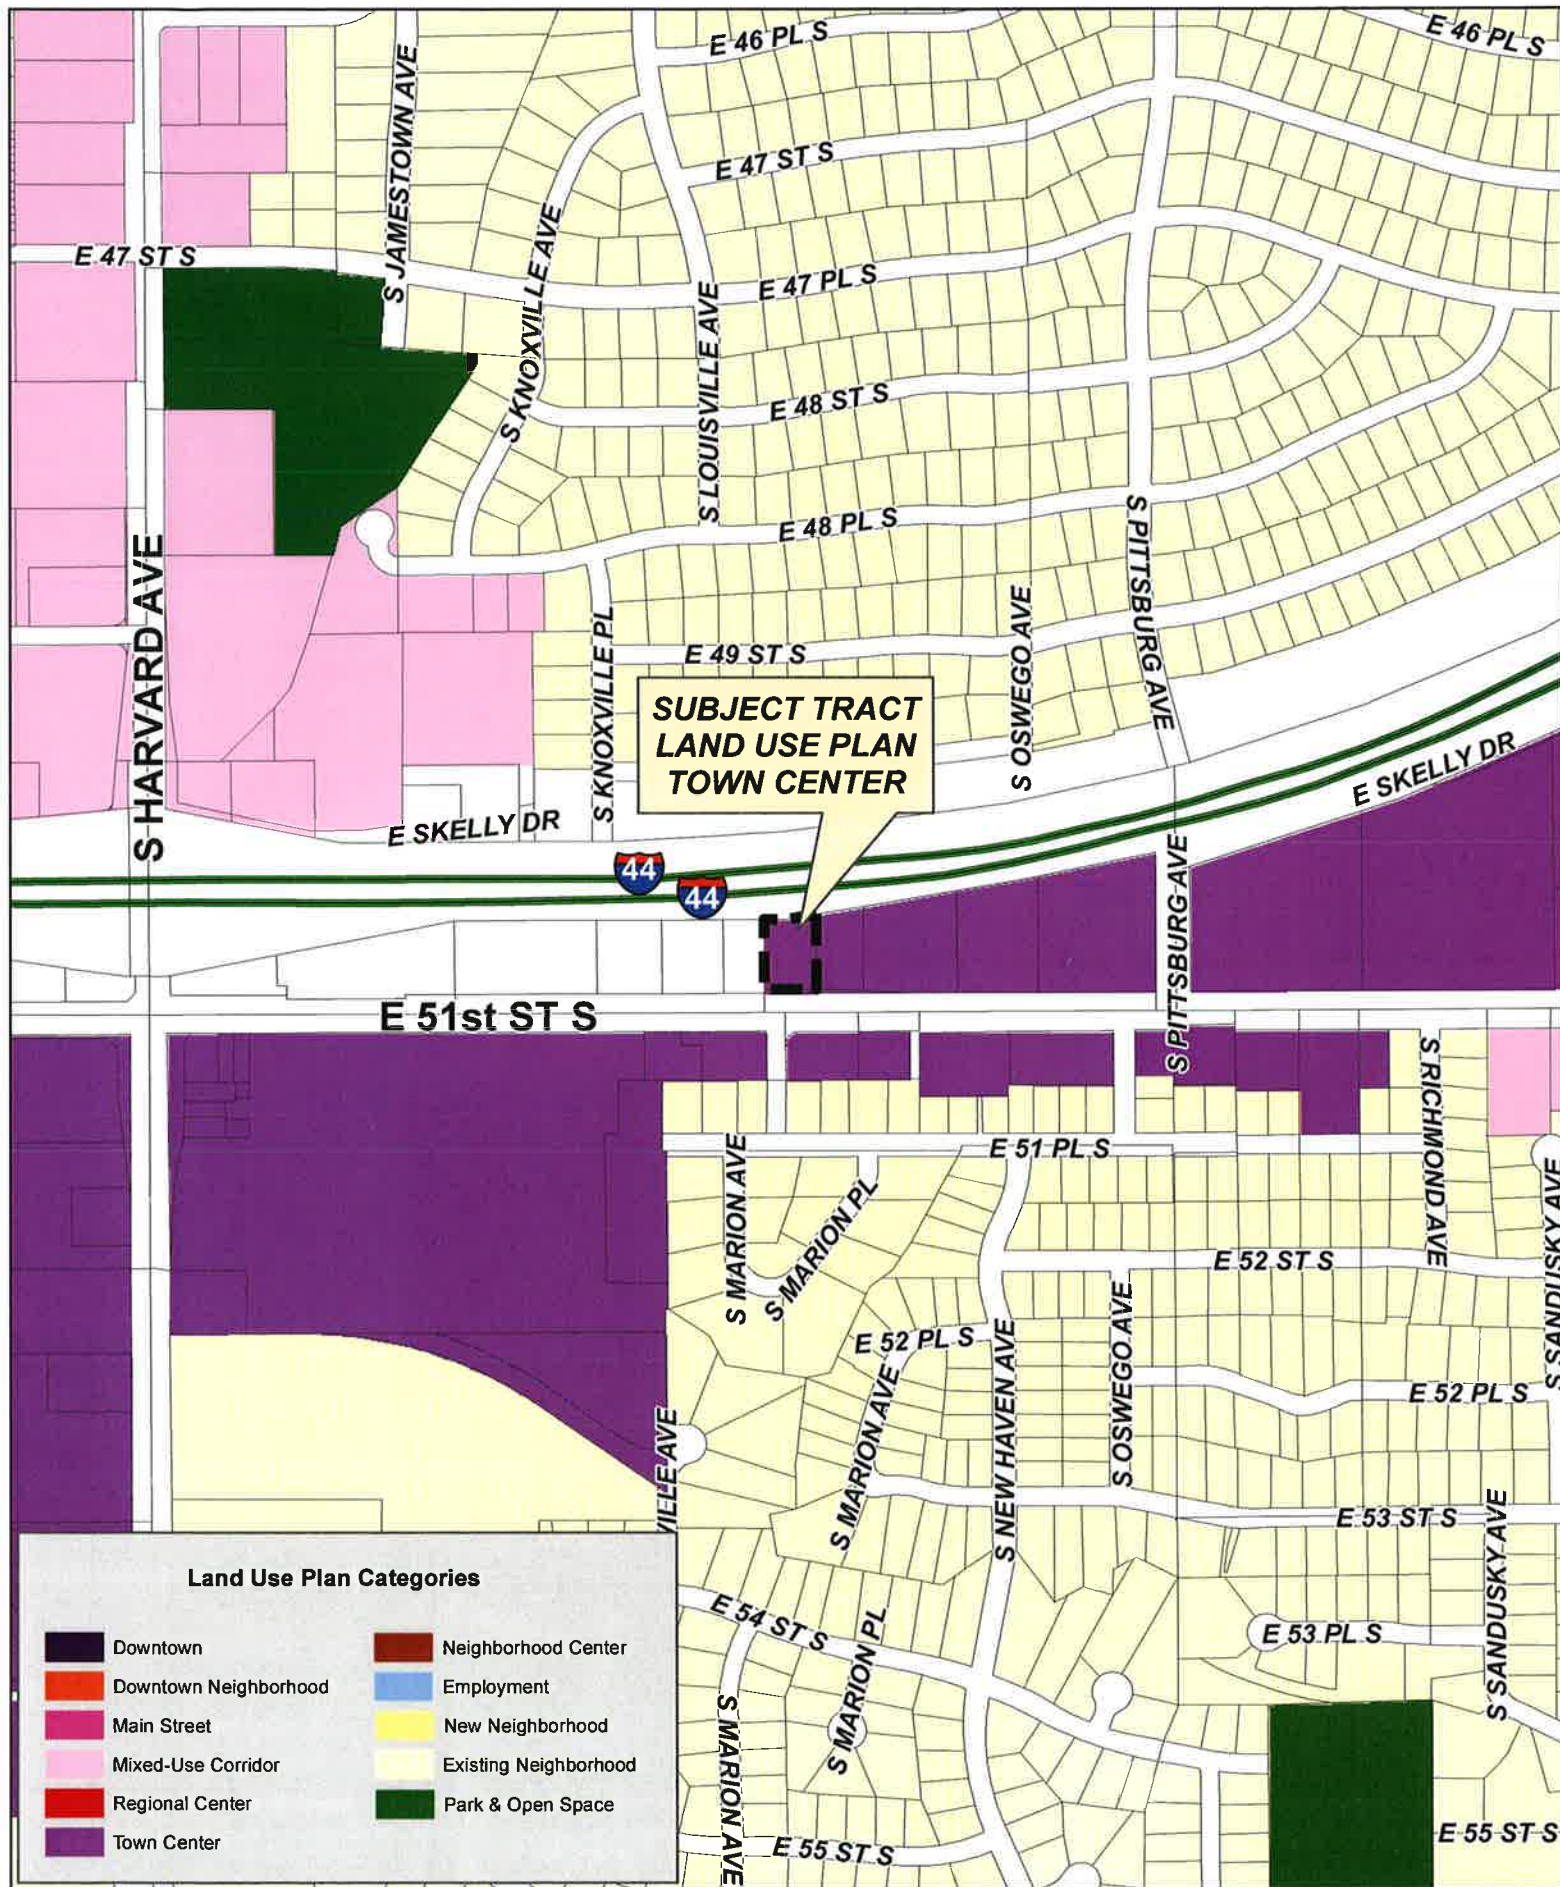 E 46 PL S
E 46 PL S
S JAMESTOWN AVE
E 47 ST S
E 47 ST S
S KNOXVILLE AVE
E 47 PL S
S LOUISVILLE AVE
E 48 ST S
E 48 PL S
S PITTSBURG AVE
S HARVARD AVE
S KNOXVILLE PL
E 49 ST S
S OSWEGO AVE
SUBJECT TRACT
LAND USE PLAN
TOWN CENTER
E SKELLY DR
E SKELLY DR
44
44
S PITTSBURG AVE
E 51st ST S
S RICHMOND AVE
E 51 PL S
S MARION AVE
S MARION PL
S SANDUSKY AVE
E 52 ST S
S OSWEGO AVE
E 52 PL S
S NEW HAVEN AVE
S MARION AVE
E 52 PL S
VILLE AVE
E 53 ST S
S SANDUSKY AVE
E 54 ST S
S MARION PL
E 53 PL S
S MARION AVE
E 55 ST S
E 55 ST S
Land Use Plan Categories
Downtown
Downtown Neighborhood
Main Street
Mixed-Use Corridor
Regional Center
Town Center
Neighborhood Center
Employment
New Neighborhood
Existing Neighborhood
Park & Open Space